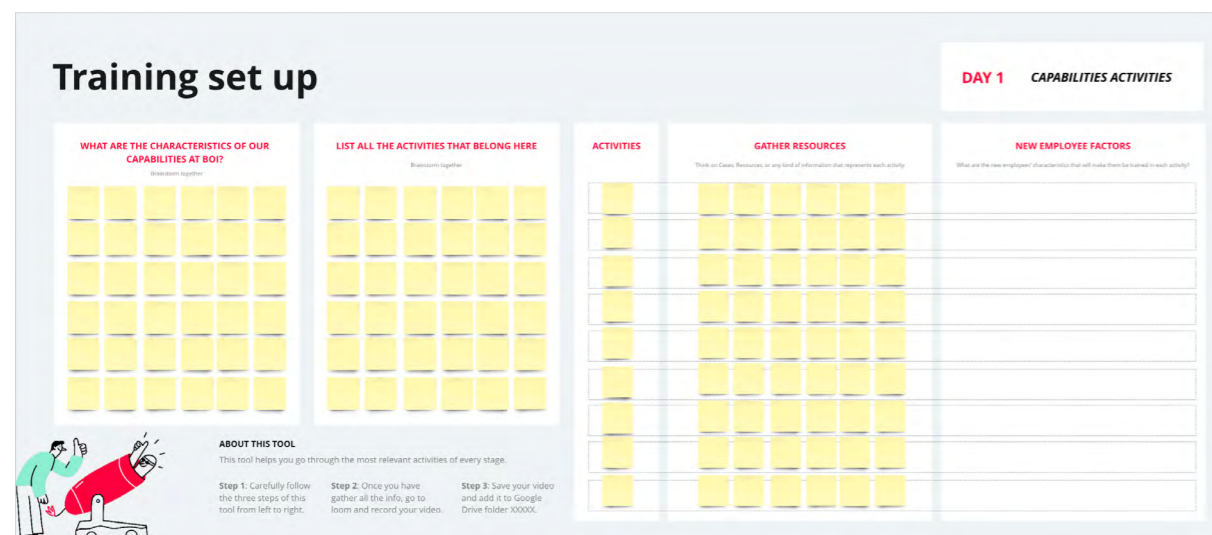 Training set up
DAY 1 CAPABILITIES ACTIVITIES
WHAT ARE THE CHARACTERISTICS OF OUR
CAPABILITIES AT BOI?
Brainstorm together
LIST ALL THE ACTIVITIES THAT BELONG HERE
Brainstorm together
ACTIVITIES
GATHER RESOURCES
Think on Cases, Resources, or any kind of information that represents each activity
NEW EMPLOYEE FACTORS
What are the new employees' characteristics that will make them be trained in each activity?
ABOUT THIS TOOL
This tool helps you go through the most relevant activities of every stage.
Step 1: Carefully follow
the three steps of this
tool from left to right.
Step 2: Once you have
gather all the info, go to
loom and record your video.
Step 3: Save your video
and add it to Google
Drive folder XXXXX.